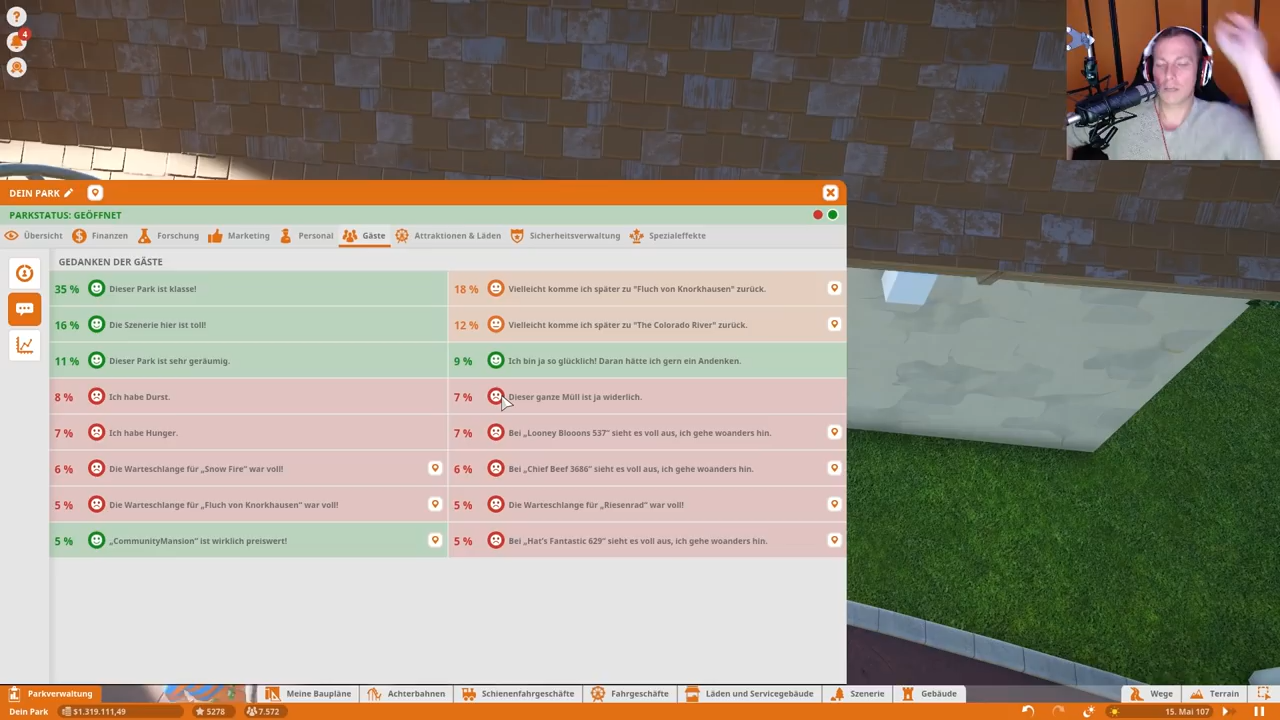 ?
4
DEIN PARK
PARKSTATUS: GEÖFFNET
Übersicht
Finanzen
Forschung
Marketing
Personal
Gäste
Attraktionen & Läden
Sicherheitsverwaltung
Spezialeffekte
GEDANKEN DER GÄSTE
35 % Dieser Park ist klasse!
18 % Vielleicht komme ich später zu "Fluch von Knorkhausen" zurück.
16 % Die Szenerie hier ist toll!
12 % Vielleicht komme ich später zu "The Colorado River" zurück.
11 % Dieser Park ist sehr geräumig.
9 % Ich bin ja so glücklich! Daran hätte ich gern ein Andenken.
8 % Ich habe Durst.
7 % Dieser ganze Müll ist ja widerlich.
7 % Ich habe Hunger.
7 % Bei „Looney Blooons 537“ sieht es voll aus, ich gehe woanders hin.
6 % Die Warteschlange für „Snow Fire“ war voll!
6 % Bei „Chief Beef 3686“ sieht es voll aus, ich gehe woanders hin.
5 % Die Warteschlange für „Fluch von Knorkhausen“ war voll!
5 % Die Warteschlange für „Riesenrad“ war voll!
5 % „CommunityMansion“ ist wirklich preiswert!
5 % Bei „Hat's Fantastic 629“ sieht es voll aus, ich gehe woanders hin.
Parkverwaltung
Meine Baupläne
Achterbahnen
Schienenfahrgeschäfte
Fahrgeschäfte
Läden und Servicegebäude
Szenerie
Gebäude
Wege
Terrain
Dein Park
$1.319.111,49
5278
7.572
15. Mai 107